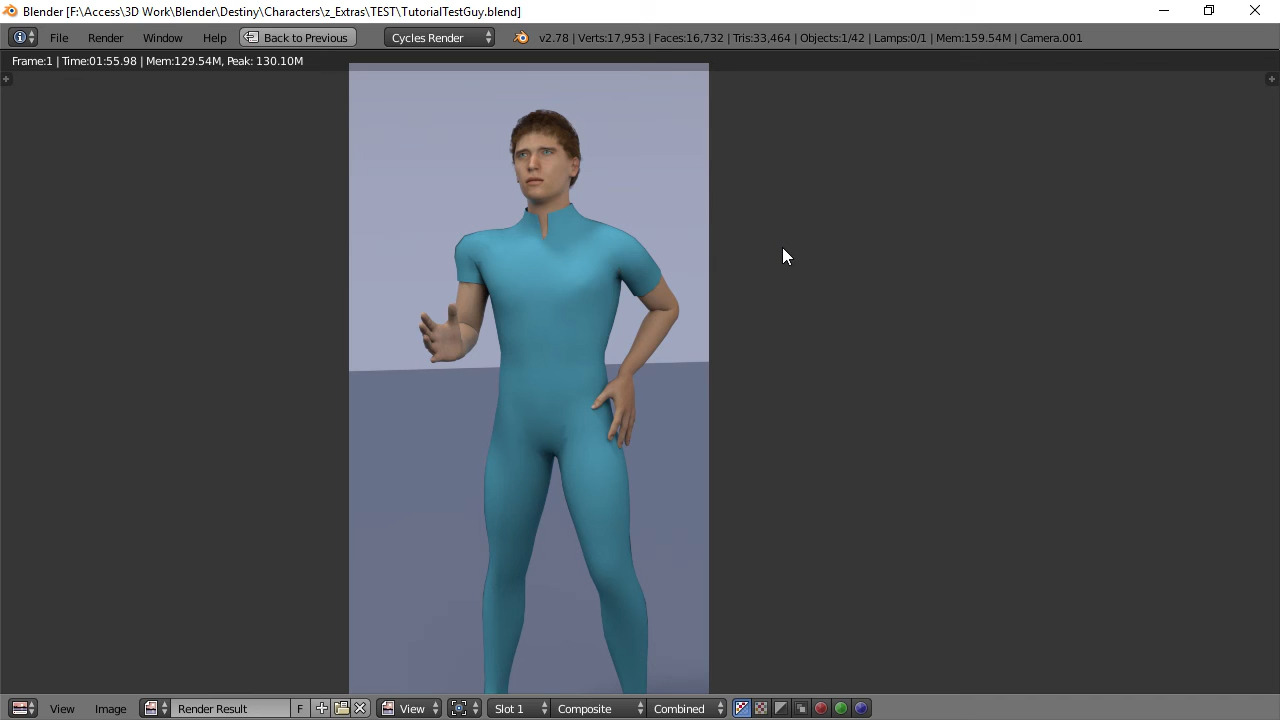 Blender [F:\Access\3D Work\Blender\Destiny\Characters\z_Extras\TEST\TutorialTestGuy.blend]
File Render Window Help Back to Previous Cycles Render v2.78 | Verts:17,953 | Faces:16,732 | Tris:33,464 | Objects:1/42 | Lamps:0/1 | Mem:159.54M | Camera.001
Frame:1 | Time:01:55.98 | Mem:129.54M, Peak: 130.10M
View Image Render Result F View Slot 1 Composite Combined